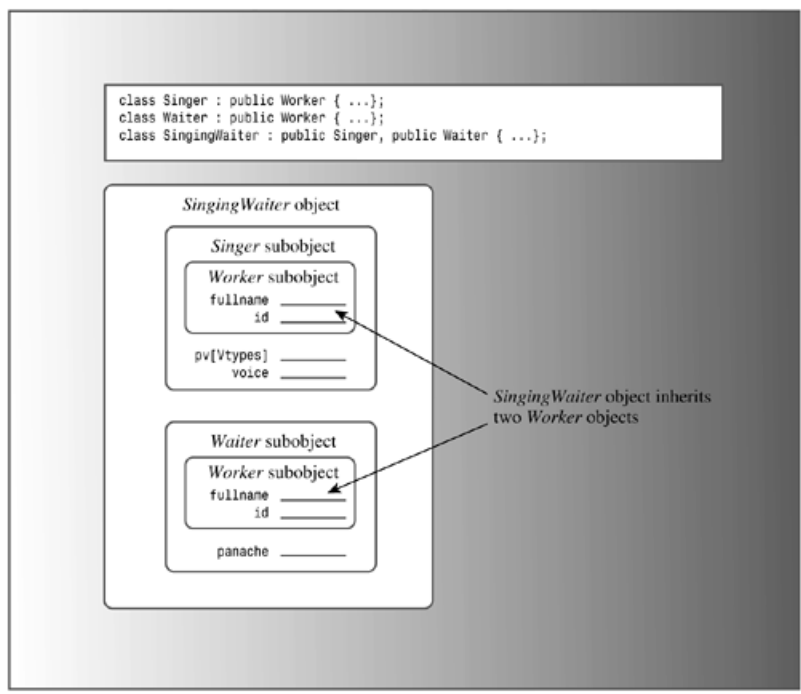 class Singer : public Worker { ...};
class Waiter : public Worker { ...};
class SingingWaiter : public Singer, public Waiter { ...};
SingingWaiter object
Singer subobject
Worker subobject
fullname
id
pv[Vtypes]
voice
SingingWaiter object inherits
two Worker objects
Waiter subobject
Worker subobject
fullname
id
panache